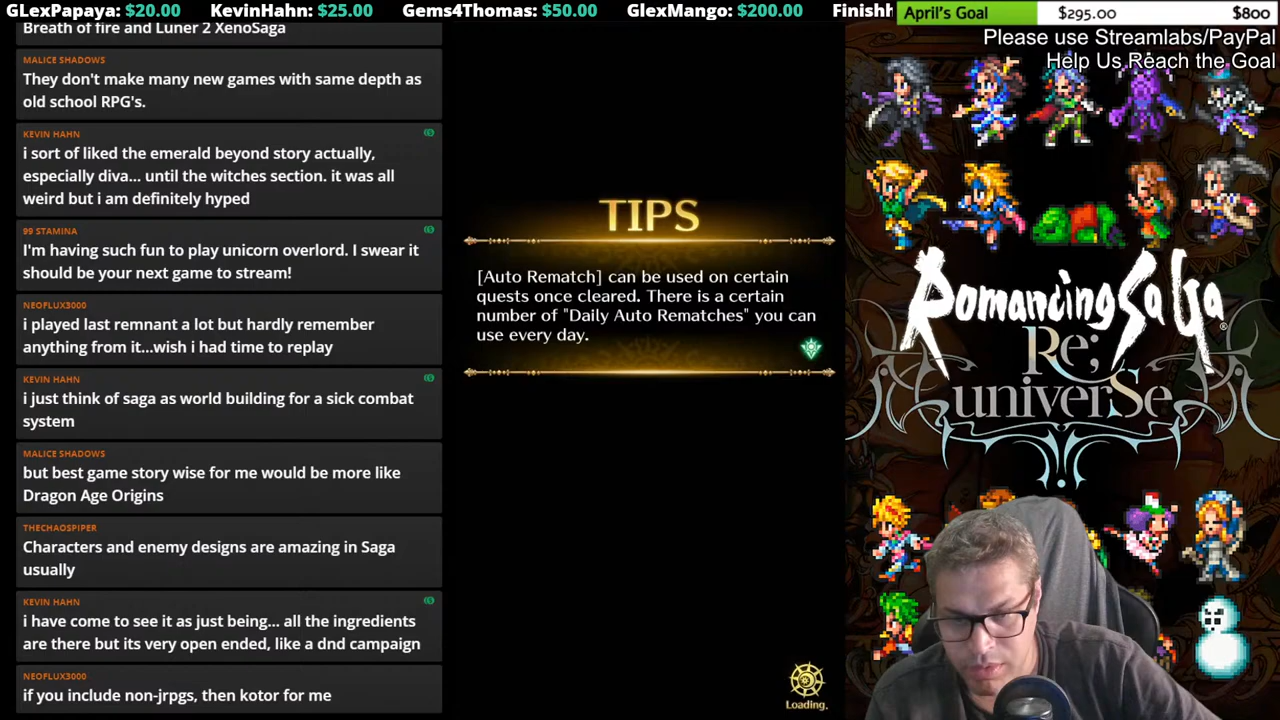 GLexPapaya: $20.00 KevinHahn: $25.00 Gems4Thomas: $50.00 GlexMango: $200.00 Finishh
April's Goal $295.00 $800
Please use Streamlabs/PayPal
Help Us Reach the Goal
Breath of fire and Luner 2 XenoSaga
MALICE SHADOWS
They don't make many new games with same depth as
old school RPG's.
KEVIN HAHN
i sort of liked the emerald beyond story actually,
especially diva... until the witches section. it was all
weird but i am definitely hyped
99 STAMINA
I'm having such fun to play unicorn overlord. I swear it
should be your next game to stream!
NEOFLUX3000
i played last remnant a lot but hardly remember
anything from it...wish i had time to replay
KEVIN HAHN
i just think of saga as world building for a sick combat
system
MALICE SHADOWS
but best game story wise for me would be more like
Dragon Age Origins
THECHAOSPIPER
Characters and enemy designs are amazing in Saga
usually
KEVIN HAHN
i have come to see it as just being... all the ingredients
are there but its very open ended, like a dnd campaign
NEOFLUX3000
if you include non-jrpgs, then kotor for me
TIPS
[Auto Rematch] can be used on certain
quests once cleared. There is a certain
number of "Daily Auto Rematches" you can
use every day.
Loading.
Romancing SaGa
Re;
univerSe